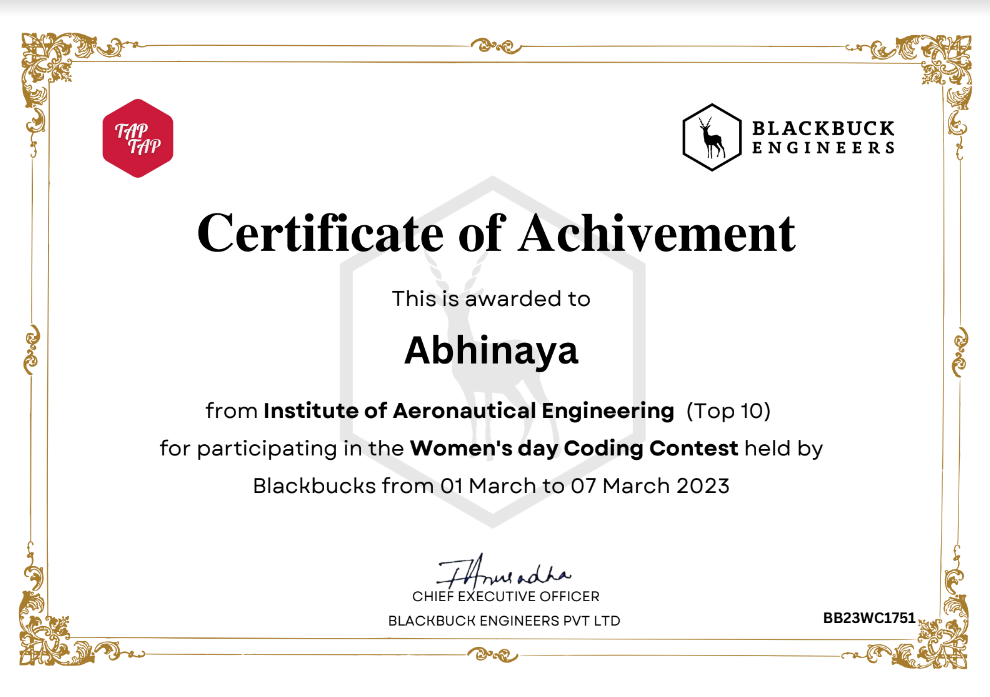 TAP
TAP
BLACKBUCK
ENGINEERS
Certificate of Achivement
This is awarded to
Abhinaya
from Institute of Aeronautical Engineering (Top 10)
for participating in the Women's day Coding Contest held by
Blackbucks from 01 March to 07 March 2023
Anuradha
CHIEF EXECUTIVE OFFICER
BLACKBUCK ENGINEERS PVT LTD
BB23WC1751